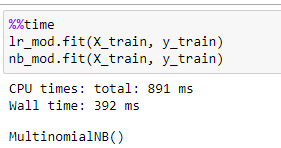 %%time
lr_mod.fit(X_train, y_train)
nb_mod.fit(X_train, y_train)
CPU times: total: 891 ms
Wall time: 392 ms
MultinomialNB()